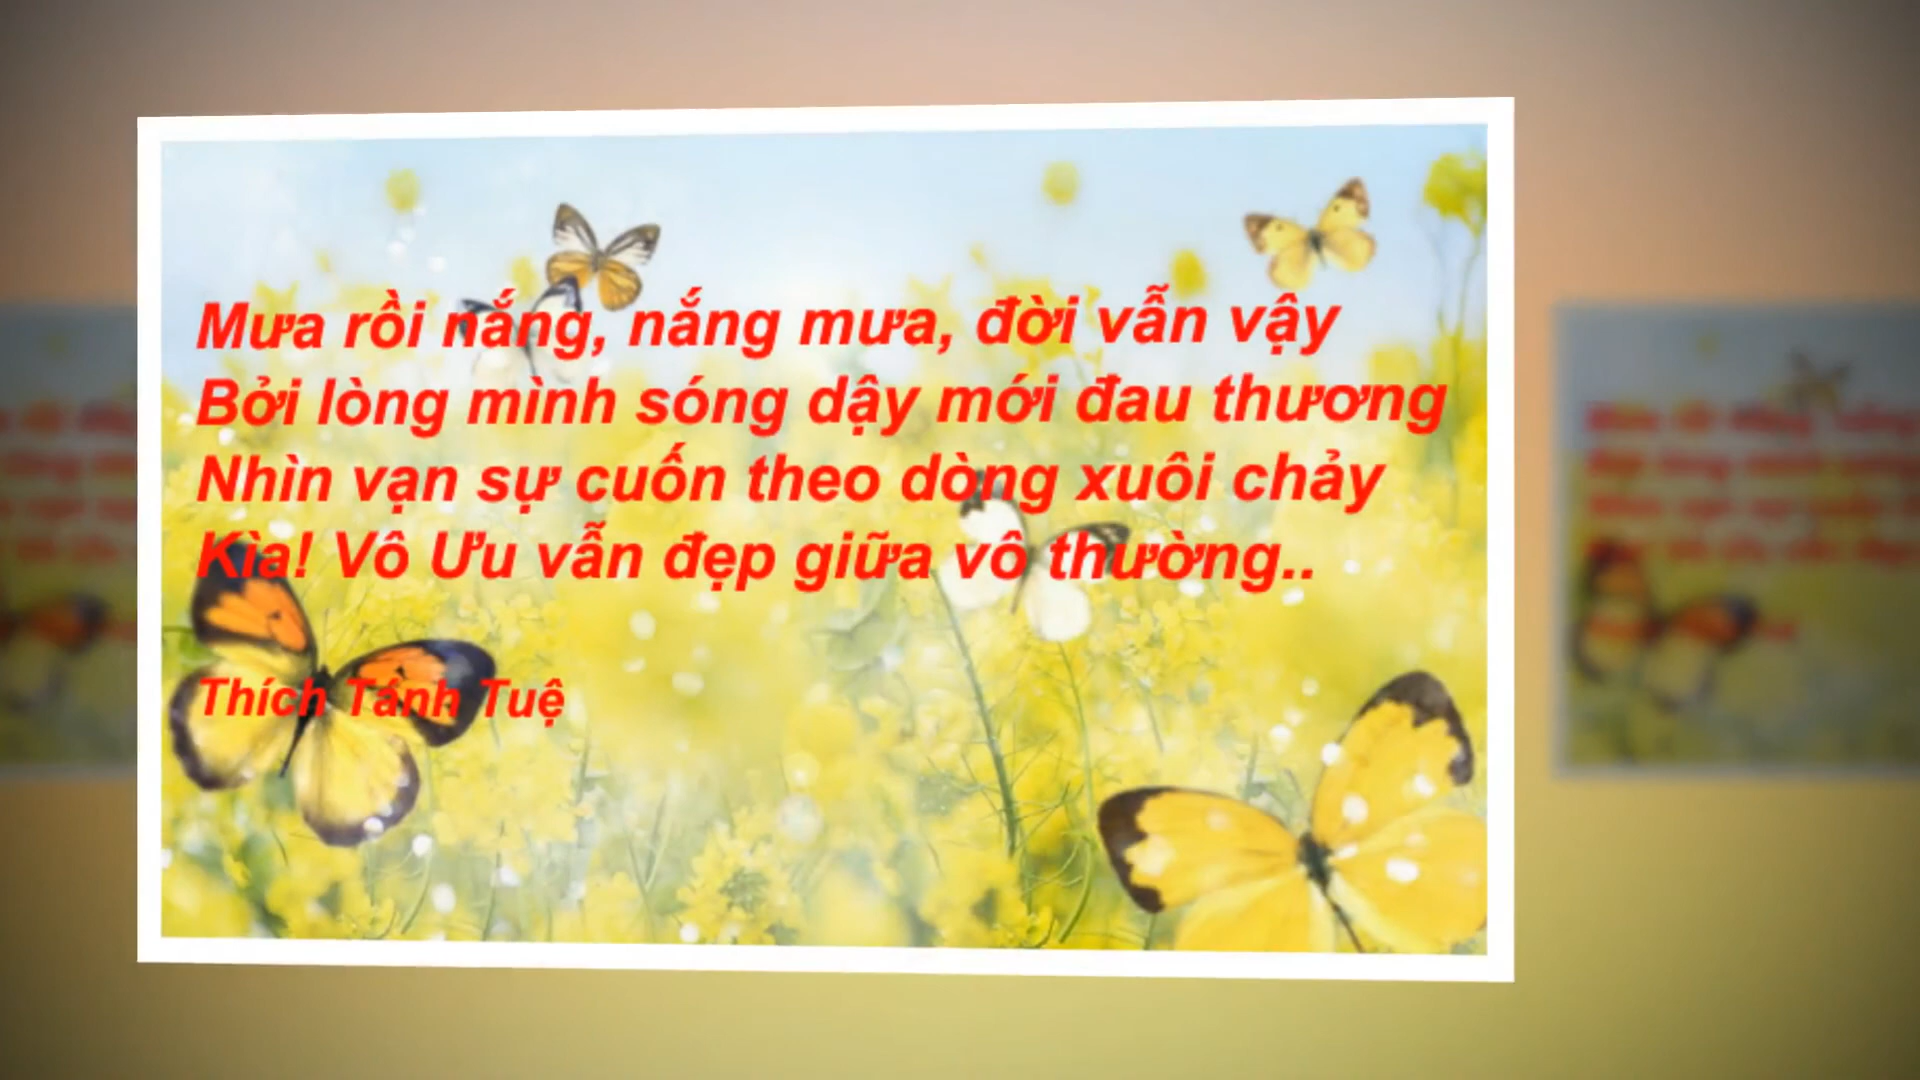 Mưa rồi nắng, nắng mưa, đời vẫn vậy
Bởi lòng mình sóng dậy mới đau thương
Nhìn vạn sự cuốn theo dòng xuôi chảy
Kìa! Vô Ưu vẫn đẹp giữa vô thường..
Thích Tánh Tuệ